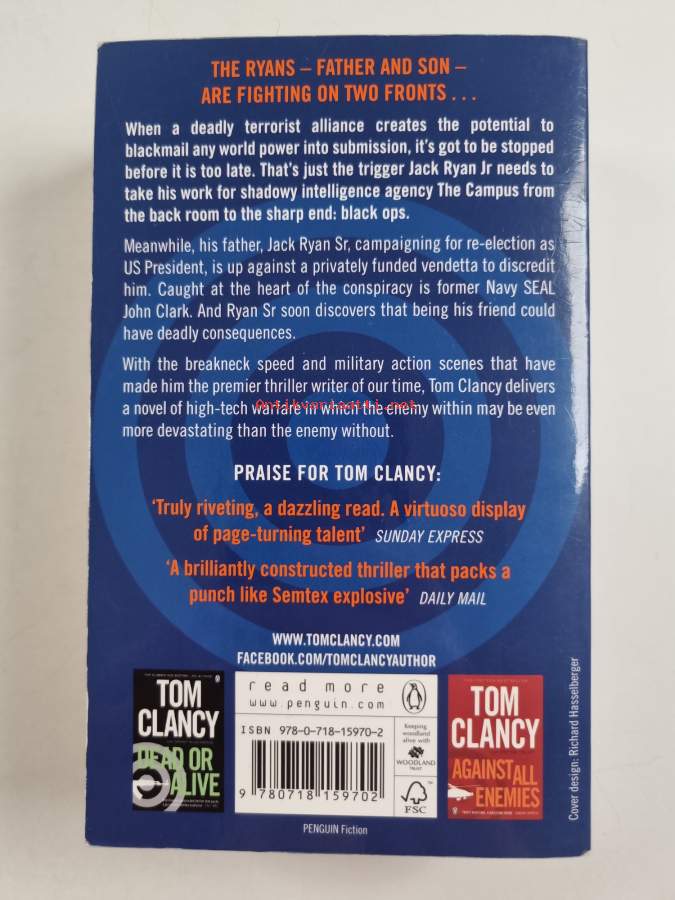 THE RYANS – FATHER AND SON –
ARE FIGHTING ON TWO FRONTS . . .
When a deadly terrorist alliance creates the potential to
blackmail any world power into submission, it's got to be stopped
before it is too late. That's just the trigger Jack Ryan Jr needs to
take his work for shadowy intelligence agency The Campus from
the back room to the sharp end: black ops.
Meanwhile, his father, Jack Ryan Sr, campaigning for re-election as
US President, is up against a privately funded vendetta to discredit
him. Caught at the heart of the conspiracy is former Navy SEAL
John Clark. And Ryan Sr soon discovers that being his friend could
have deadly consequences.
With the breakneck speed and military action scenes that have
made him the premier thriller writer of our time, Tom Clancy delivers
a novel of high-tech warfare in which the enemy within may be even
more devastating than the enemy without.
Antikvariaatti.net
PRAISE FOR TOM CLANCY:
'Truly riveting, a dazzling read. A virtuoso display
of page-turning talent' SUNDAY EXPRESS
'A brilliantly constructed thriller that packs a
punch like Semtex explosive' DAILY MAIL
WWW.TOMCLANCY.COM
FACEBOOK.COM/TOMCLANCYAUTHOR
TOM
CLANCY
DEAD OR
ALIVE
read more
www.penguin.com
ISBN 978-0-718-15970-2
9 780718 159702
Keeping
woodland
alive with
WOODLAND
TRUST
FSC
TOM
CLANCY
AGAINST ALL
ENEMIES
Cover design: Richard Hasselberger
PENGUIN Fiction